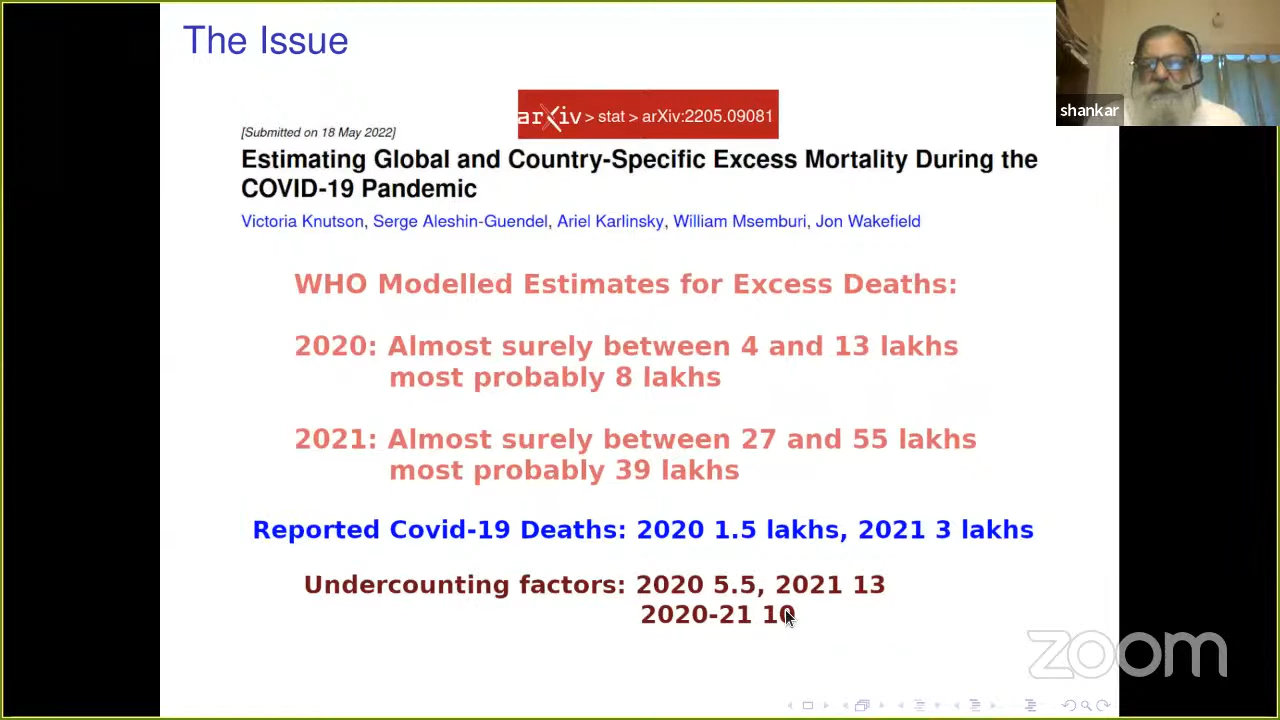 The Issue
shankar
arXiv > stat > arXiv:2205.09081
[Submitted on 18 May 2022]
Estimating Global and Country-Specific Excess Mortality During the
COVID-19 Pandemic
Victoria Knutson, Serge Aleshin-Guendel, Ariel Karlinsky, William Msemburi, Jon Wakefield
WHO Modelled Estimates for Excess Deaths:
2020: Almost surely between 4 and 13 lakhs
most probably 8 lakhs
2021: Almost surely between 27 and 55 lakhs
most probably 39 lakhs
Reported Covid-19 Deaths: 2020 1.5 lakhs, 2021 3 lakhs
Undercounting factors: 2020 5.5, 2021 13
2020-21 10
zoom